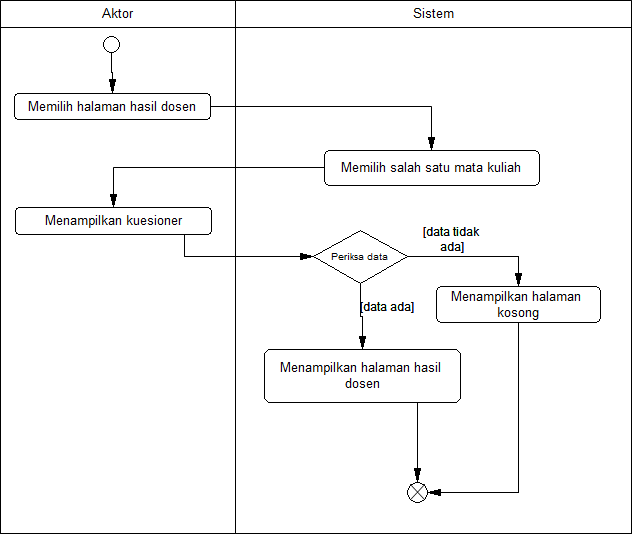 Aktor
Sistem
Memilih halaman hasil dosen
Memilih salah satu mata kuliah
Menampilkan kuesioner
Periksa data
[data tidak
ada]
Menampilkan halaman
kosong
[data ada]
Menampilkan halaman hasil
dosen